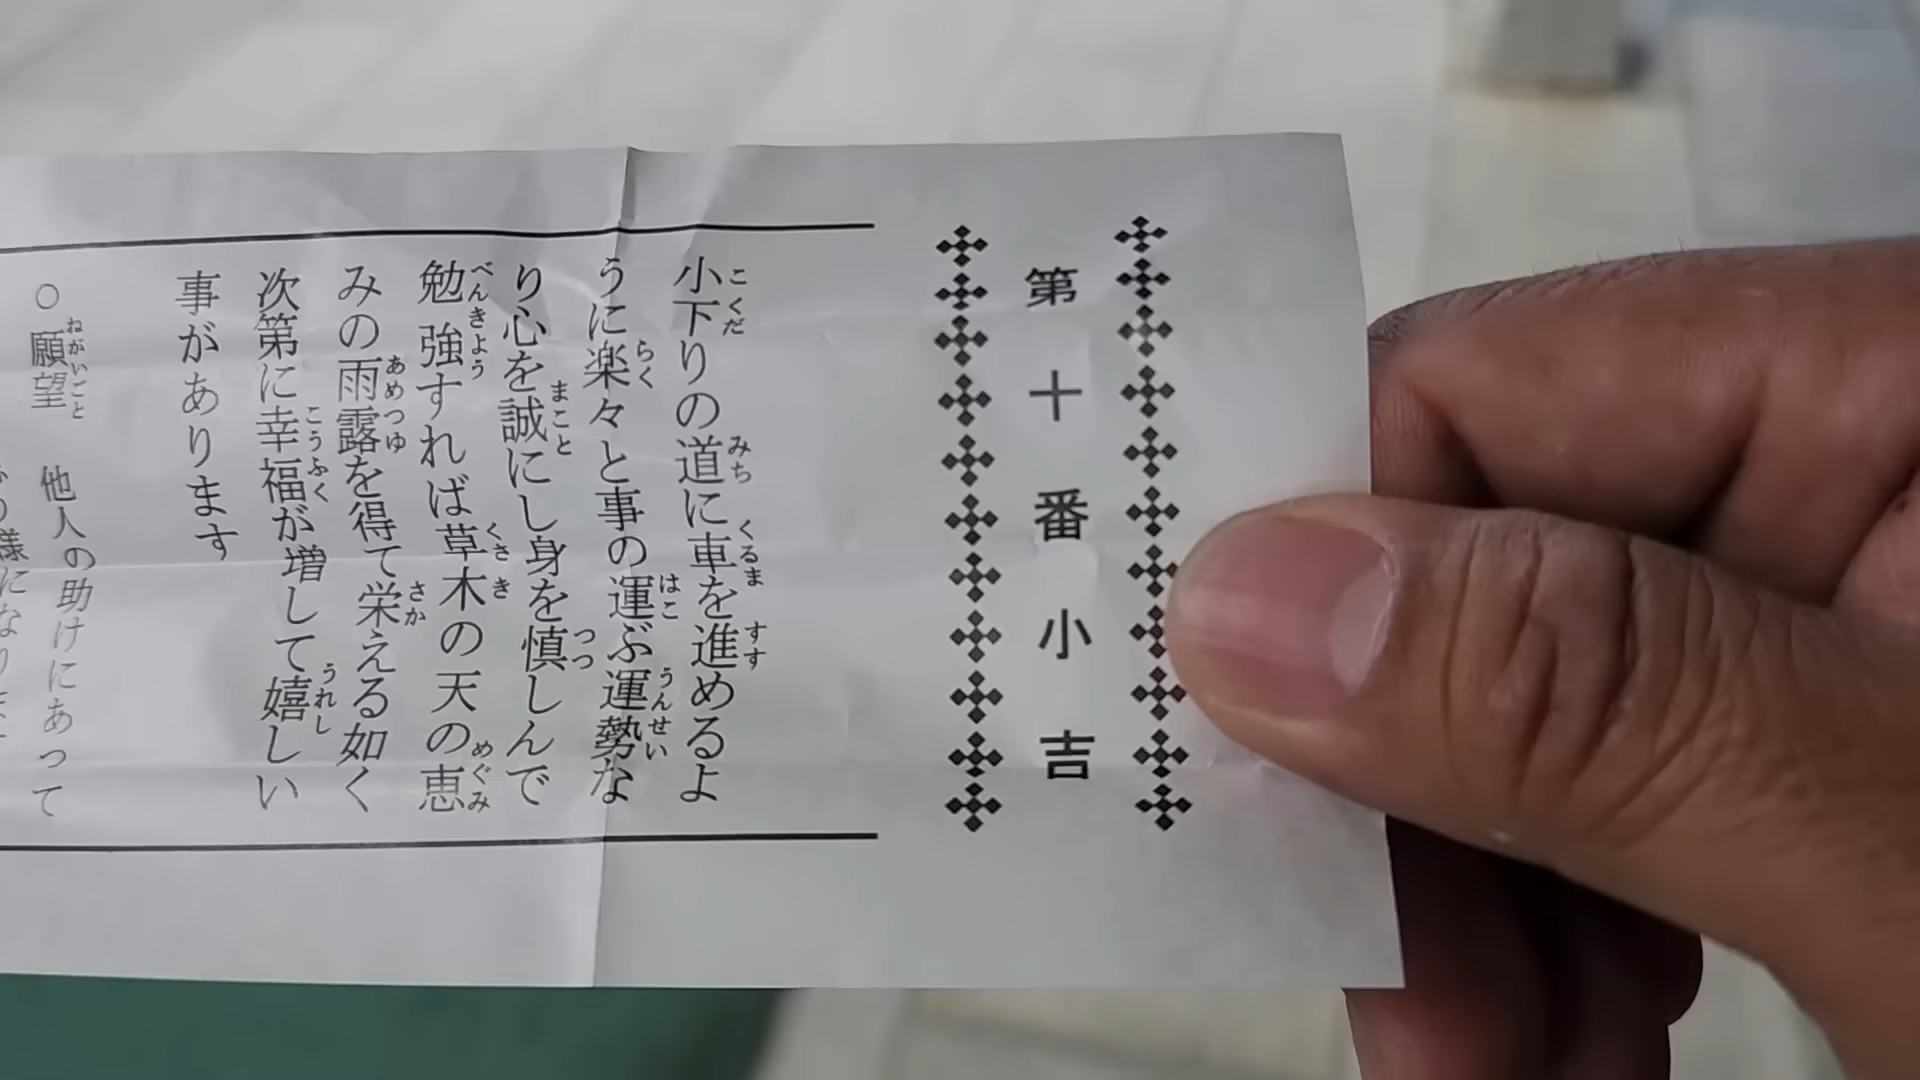 第十番小吉
小下りの道に車を進めるよ
うに楽々と事の運ぶ運勢な
り心を誠にし身を慎しんで
勉強すれば草木の天の恵
みの雨露を得て栄える如く
次第に幸福が増して嬉しい
事があります
○願望 他人の助けにあって